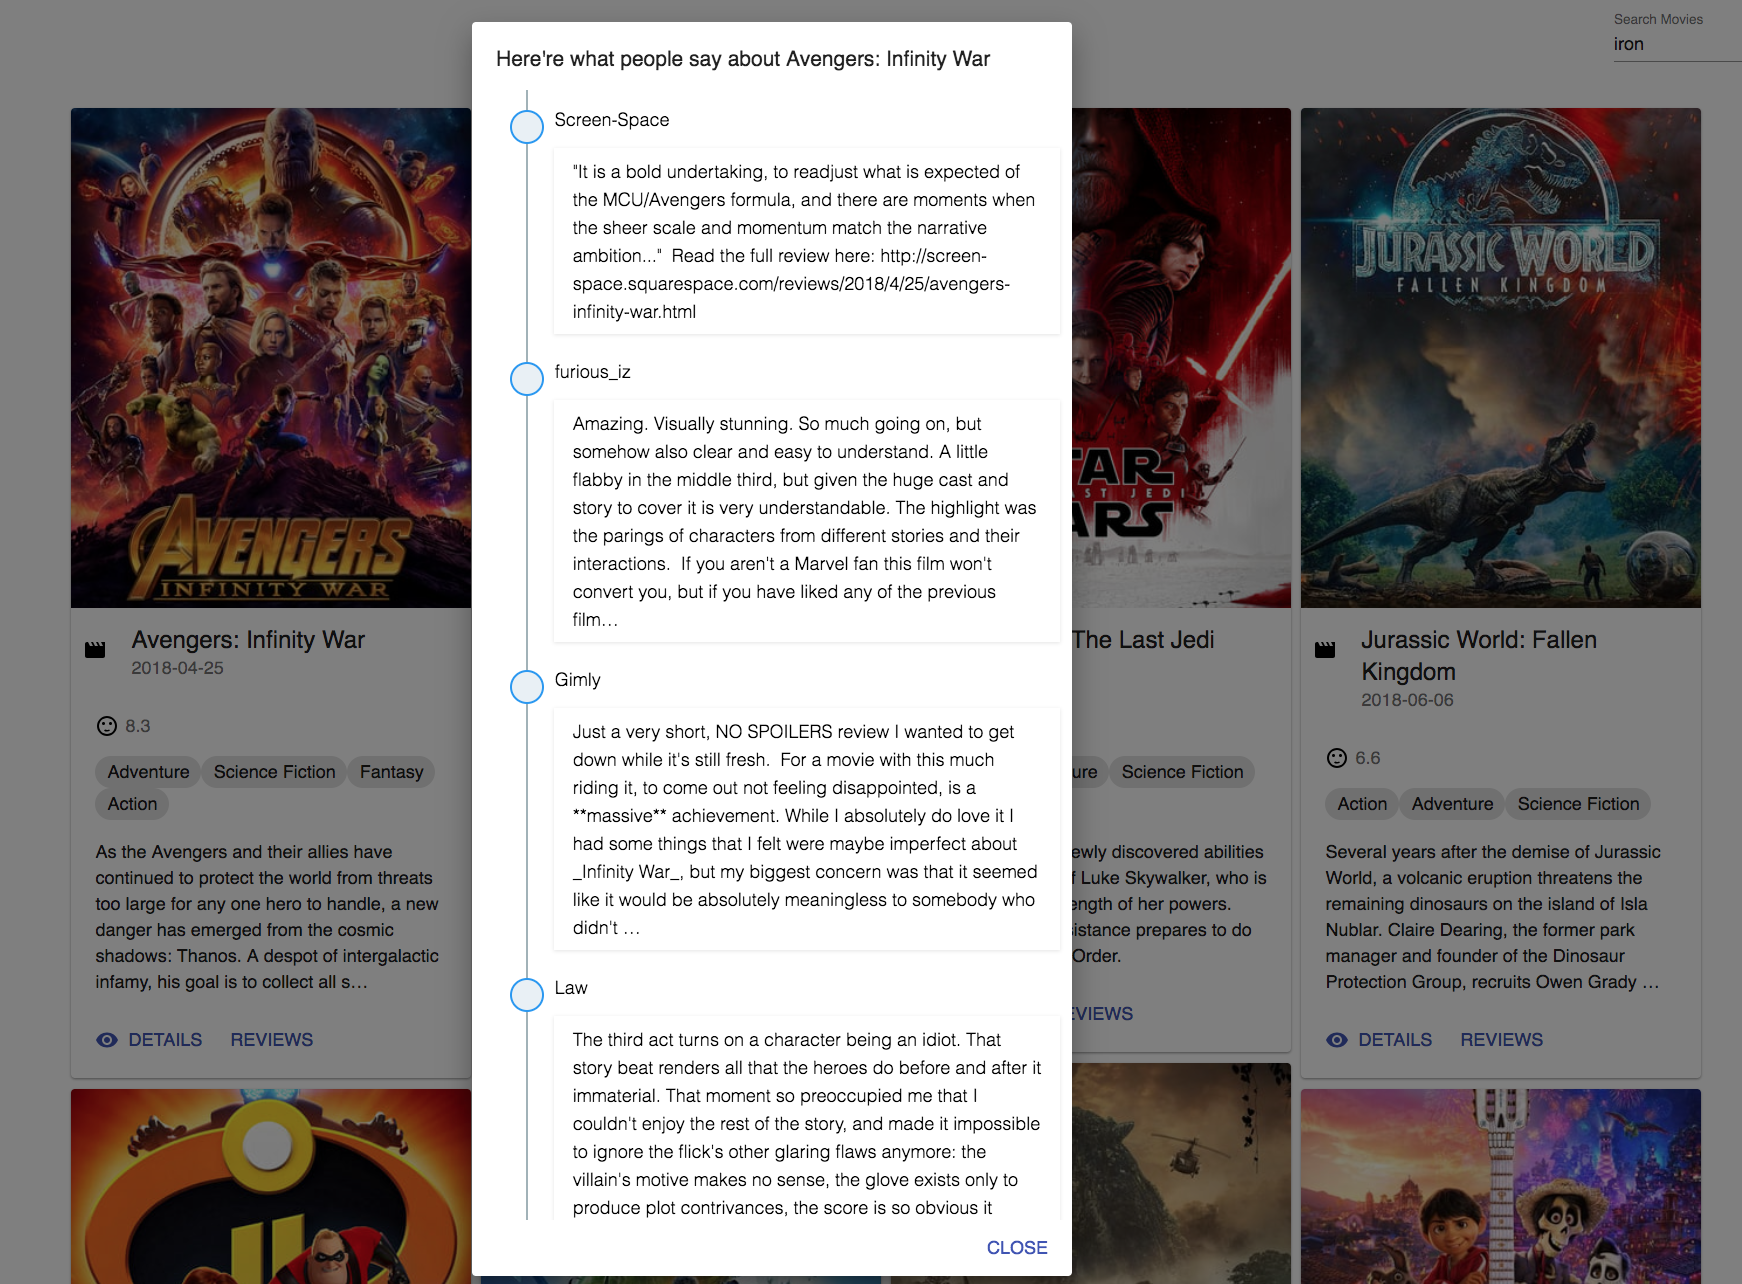 Search Movies
iron
Here're what people say about Avengers: Infinity War
Screen-Space
"It is a bold undertaking, to readjust what is expected of
the MCU/Avengers formula, and there are moments when
the sheer scale and momentum match the narrative
ambition..."  Read the full review here: http://screen-
space.squarespace.com/reviews/2018/4/25/avengers-
infinity-war.html
furious_iz
Amazing. Visually stunning. So much going on, but
somehow also clear and easy to understand. A little
flabby in the middle third, but given the huge cast and
story to cover it is very understandable. The highlight was
the parings of characters from different stories and their
interactions.  If you aren't a Marvel fan this film won't
convert you, but if you have liked any of the previous
film…
Gimly
Just a very short, NO SPOILERS review I wanted to get
down while it's still fresh.  For a movie with this much
riding it, to come out not feeling disappointed, is a
**massive** achievement. While I absolutely do love it I
had some things that I felt were maybe imperfect about
_Infinity War_, but my biggest concern was that it seemed
like it would be absolutely meaningless to somebody who
didn't …
Law
The third act turns on a character being an idiot. That
story beat renders all that the heroes do before and after it
immaterial. That moment so preoccupied me that I
couldn't enjoy the rest of the story, and made it impossible
to ignore the flick's other glaring flaws anymore: the
villain's motive makes no sense, the glove exists only to
produce plot contrivances, the score is so obvious it
CLOSE
AVENGERS
INFINITY WAR
Avengers: Infinity War
2018-04-25
8.3
Adventure Science Fiction Fantasy
Action
As the Avengers and their allies have
continued to protect the world from threats
too large for any one hero to handle, a new
danger has emerged from the cosmic
shadows: Thanos. A despot of intergalactic
infamy, his goal is to collect all s…
DETAILS REVIEWS
TAR
AST JEDI
ARS
The Last Jedi
ure Science Fiction
ewly discovered abilities
f Luke Skywalker, who is
ength of her powers.
sistance prepares to do
Order.
EVIEWS
JURASSIC WORLD
FALLEN KINGDOM
Jurassic World: Fallen
Kingdom
2018-06-06
6.6
Action Adventure Science Fiction
Several years after the demise of Jurassic
World, a volcanic eruption threatens the
remaining dinosaurs on the island of Isla
Nublar. Claire Dearing, the former park
manager and founder of the Dinosaur
Protection Group, recruits Owen Grady …
DETAILS REVIEWS